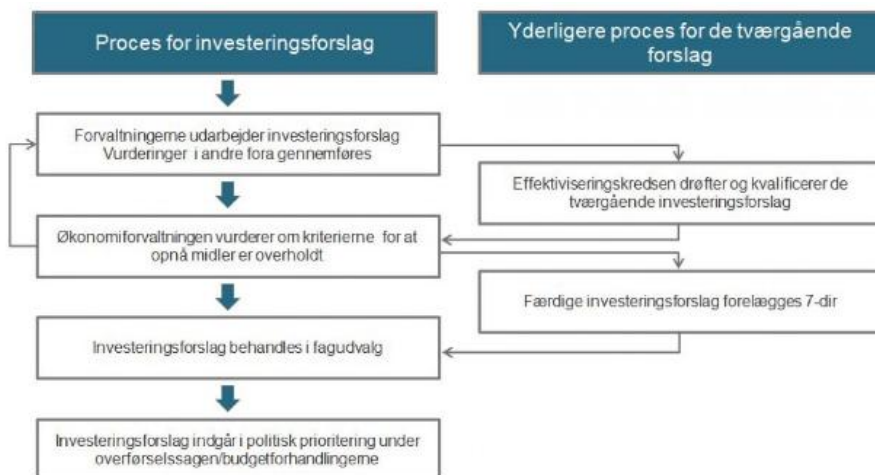 Proces for investeringsforslag
Yderligere proces for de tværgående
forslag
Forvaltningerne udarbejder investeringsforslag
Vurderinger i andre fora gennemføres
Effektiviseringskredsen drøfter og kvalificerer de
tværgående investeringsforslag
Økonomiforvaltningen vurderer om kriterierne for at
opnå midler er overholdt
Færdige investeringsforslag forelægges 7-dir
Investeringsforslag behandles i fagudvalg
Investeringsforslag indgår i politisk prioritering under
overførselssagen/budgetforhandlingerne